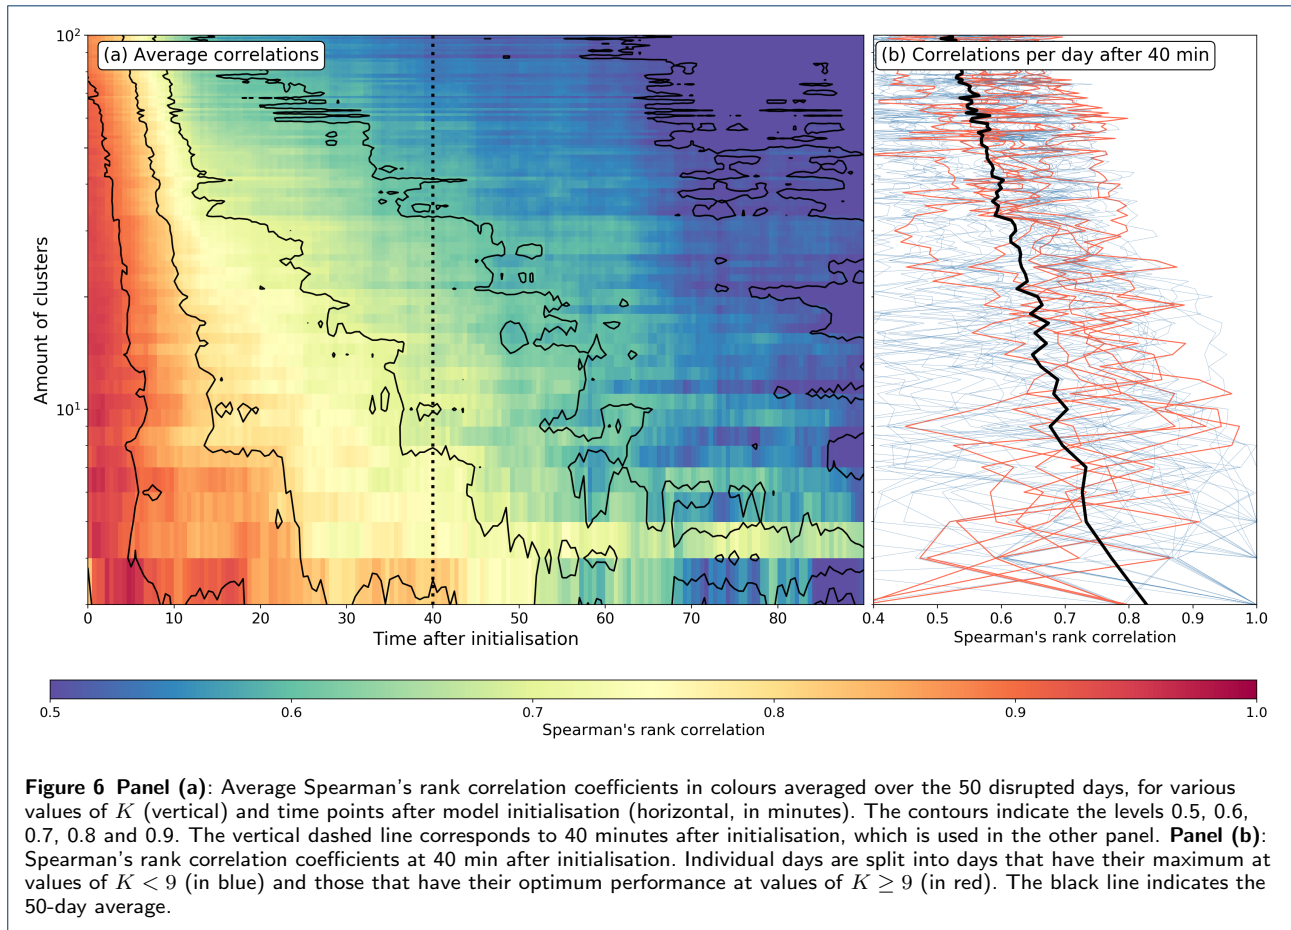 (a) Average correlations
(b) Correlations per day after 40 min
10²
10¹
Amount of clusters
0 10 20 30 40 50 60 70 80
Time after initialisation
0.4 0.5 0.6 0.7 0.8 0.9 1.0
Spearman's rank correlation
0.5 0.6 0.7 0.8 0.9 1.0
Spearman's rank correlation
Figure 6 Panel (a): Average Spearman's rank correlation coefficients in colours averaged over the 50 disrupted days, for various
values of K (vertical) and time points after model initialisation (horizontal, in minutes). The contours indicate the levels 0.5, 0.6,
0.7, 0.8 and 0.9. The vertical dashed line corresponds to 40 minutes after initialisation, which is used in the other panel. Panel (b):
Spearman's rank correlation coefficients at 40 min after initialisation. Individual days are split into days that have their maximum at
values of K < 9 (in blue) and those that have their optimum performance at values of K ≥ 9 (in red). The black line indicates the
50-day average.